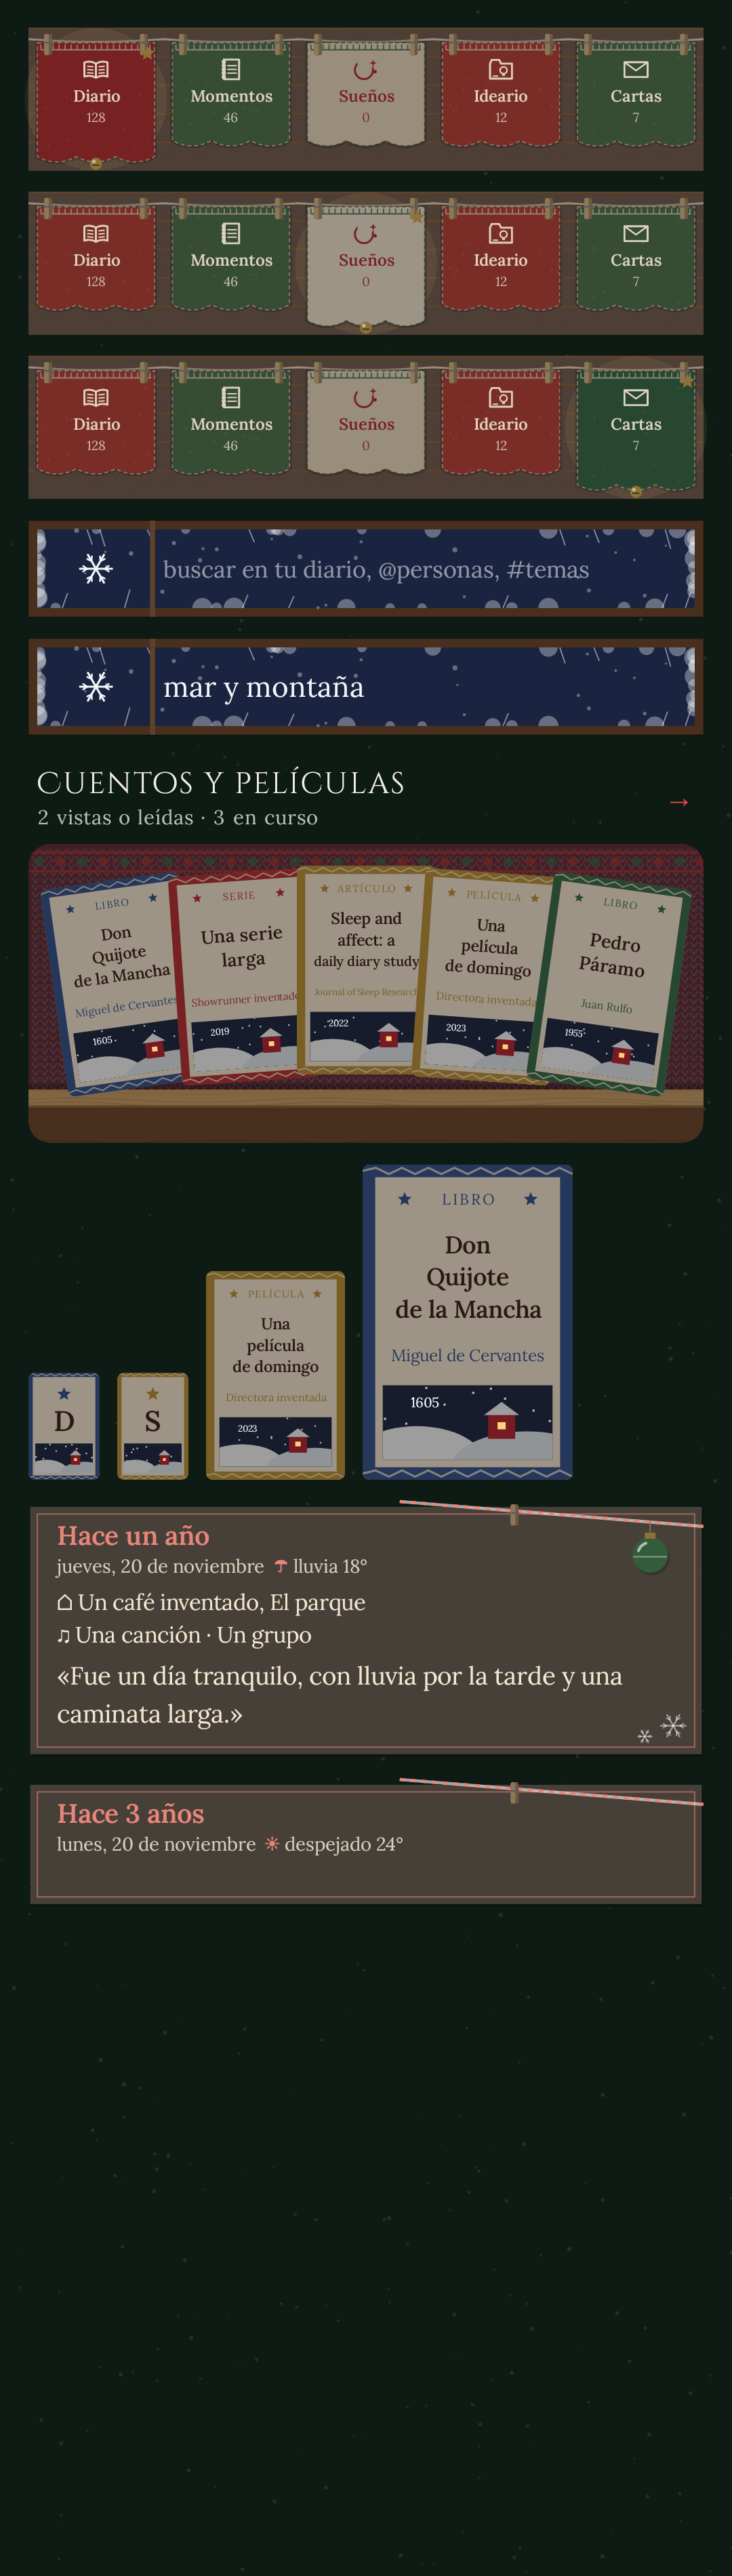 Diario Momentos Sueños Ideario Cartas
128 46 0 12 7
Diario Momentos Sueños Ideario Cartas
128 46 0 12 7
Diario Momentos Sueños Ideario Cartas
128 46 0 12 7
buscar en tu diario, @personas, #temas
mar y montaña
CUENTOS Y PELÍCULAS
2 vistas o leídas · 3 en curso
→
LIBRO
Don
Quijote
de la Mancha
Miguel de Cervantes
1605
SERIE
Una serie
larga
Showrunner inventado
2019
ARTÍCULO
Sleep and
affect: a
daily diary study
Journal of Sleep Research
2022
PELÍCULA
Una
película
de domingo
Directora inventada
2023
LIBRO
Pedro
Páramo
Juan Rulfo
1955
D
S
PELÍCULA
Una
película
de domingo
Directora inventada
2023
LIBRO
Don
Quijote
de la Mancha
Miguel de Cervantes
1605
Hace un año
jueves, 20 de noviembre ☂ lluvia 18°
⌂ Un café inventado, El parque
♫ Una canción · Un grupo
«Fue un día tranquilo, con lluvia por la tarde y una
caminata larga.»
Hace 3 años
lunes, 20 de noviembre ☀ despejado 24°